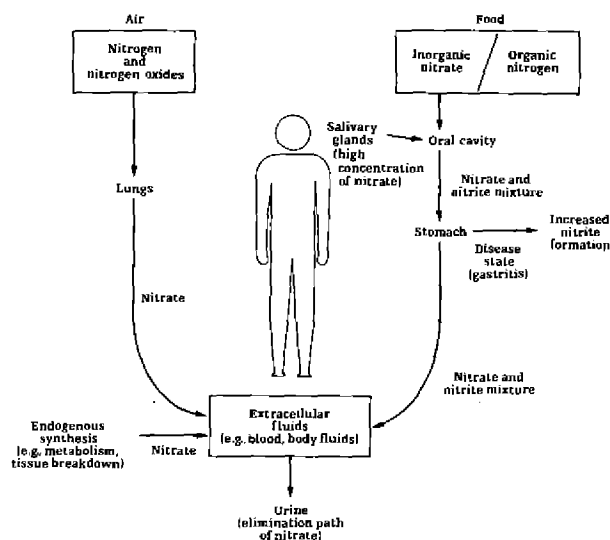 Air
Nitrogen
and
nitrogen oxides
Lungs
Nitrate
Food
Inorganic
nitrate
Organic
nitrogen
Salivary
glands
(high
concentration
of nitrate)
Oral cavity
Nitrate and
nitrite mixture
Stomach
Disease
state
(gastritis)
Increased
nitrite
formation
Nitrate and
nitrite mixture
Extracellular
fluids
(e.g. blood, body fluids)
Endogenous
synthesis
(e.g. metabolism,
tissue breakdown)
Nitrate
Urine
(elimination path
of nitrate)